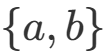 {a, b}